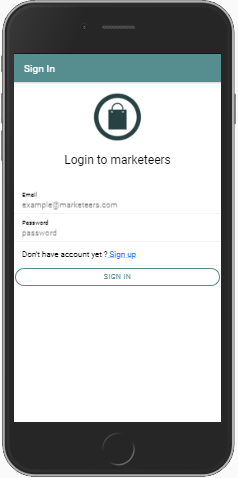 Sign In
Login to marketeers
Email
example@marketeers.com
Password
password
Don't have account yet ? Sign up
SIGN IN